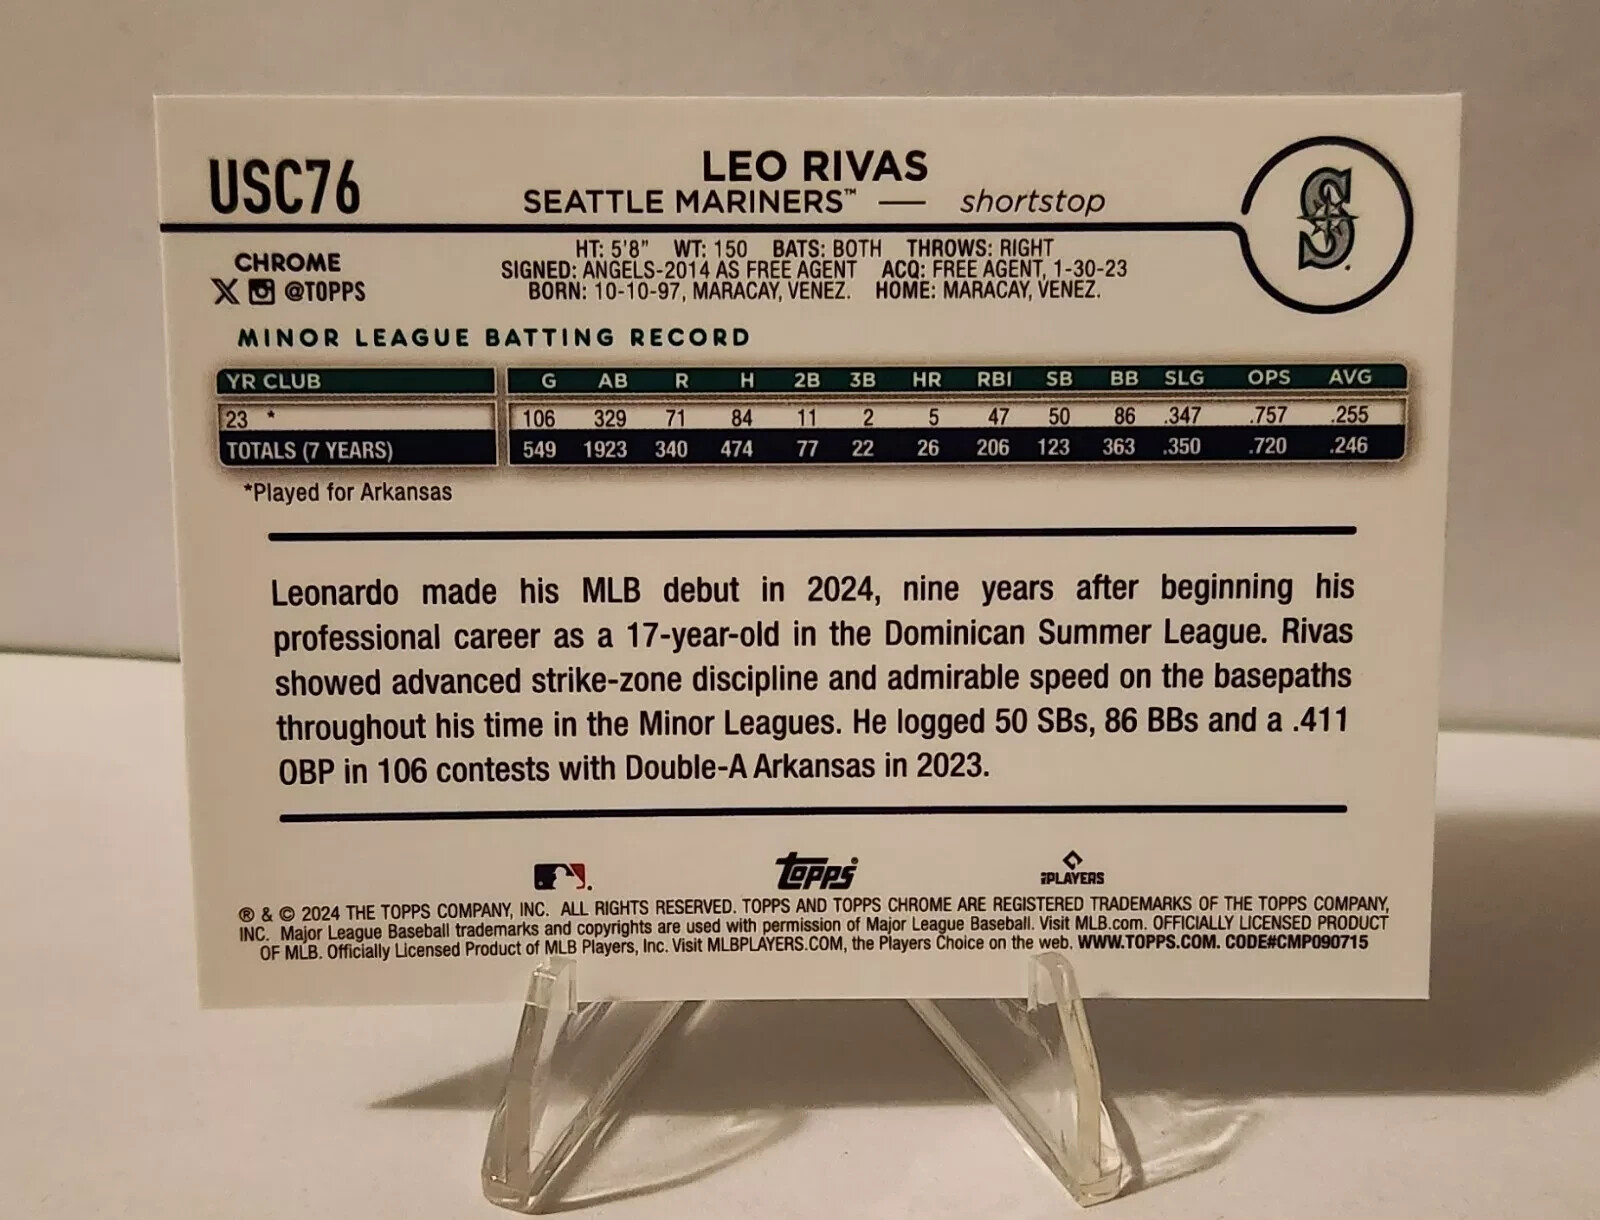 USC76
LEO RIVAS
SEATTLE MARINERS™ — shortstop
S
CHROME
X @TOPPS
HT: 5'8" WT: 150 BATS: BOTH THROWS: RIGHT
SIGNED: ANGELS-2014 AS FREE AGENT ACQ: FREE AGENT, 1-30-23
BORN: 10-10-97, MARACAY, VENEZ. HOME: MARACAY, VENEZ.
MINOR LEAGUE BATTING RECORD
YR CLUB G AB R H 2B 3B HR RBI SB BB SLG OPS AVG
23 * 106 329 71 84 11 2 5 47 50 86 .347 .757 .255
TOTALS (7 YEARS) 549 1923 340 474 77 22 26 206 123 363 .350 .720 .246
*Played for Arkansas
Leonardo made his MLB debut in 2024, nine years after beginning his
professional career as a 17-year-old in the Dominican Summer League. Rivas
showed advanced strike-zone discipline and admirable speed on the basepaths
throughout his time in the Minor Leagues. He logged 50 SBs, 86 BBs and a .411
OBP in 106 contests with Double-A Arkansas in 2023.
topps
PLAYERS
® & © 2024 THE TOPPS COMPANY, INC. ALL RIGHTS RESERVED. TOPPS AND TOPPS CHROME ARE REGISTERED TRADEMARKS OF THE TOPPS COMPANY,
INC. Major League Baseball trademarks and copyrights are used with permission of Major League Baseball. Visit MLB.com. OFFICIALLY LICENSED PRODUCT
OF MLB. Officially Licensed Product of MLB Players, Inc. Visit MLBPLAYERS.COM, the Players Choice on the web. WWW.TOPPS.COM. CODE#CMP090715